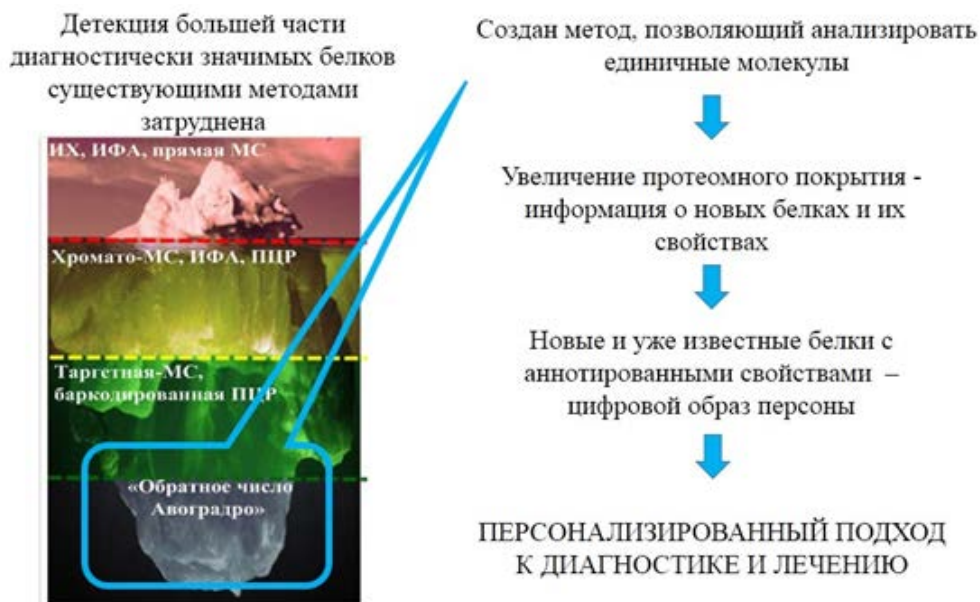 Детекция большей части
диагностически значимых белков
существующими методами
затруднена
ИХ, ИФА, прямая МС
Хромато-МС, ИФА, ПЦР
Таргетная-МС,
баркодированная ПЦР
«Обратное число
Авоградро»
Создан метод, позволяющий анализировать
единичные молекулы
Увеличение протеомного покрытия -
информация о новых белках и их
свойствах
Новые и уже известные белки с
аннотированными свойствами –
цифровой образ персоны
ПЕРСОНАЛИЗИРОВАННЫЙ ПОДХОД
К ДИАГНОСТИКЕ И ЛЕЧЕНИЮ